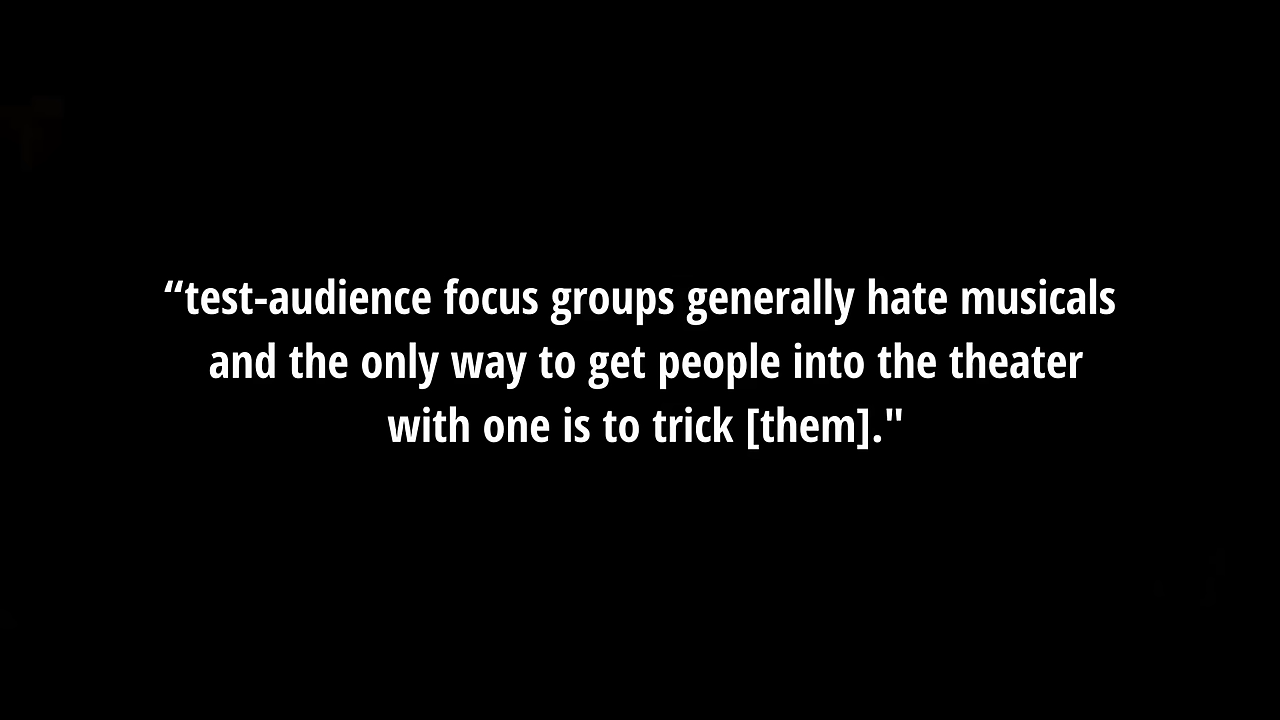 “test-audience focus groups generally hate musicals
and the only way to get people into the theater
with one is to trick [them]."